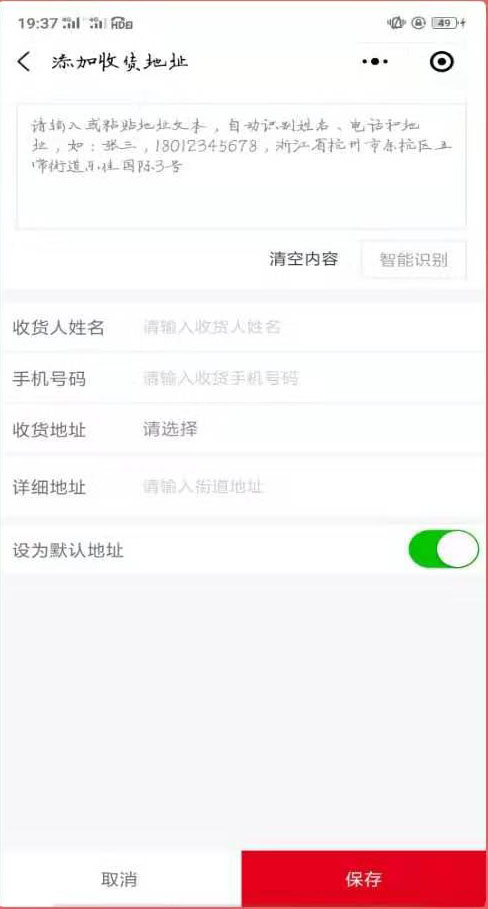 19:37 4G 4G HD B 49
添加收货地址
请输入或粘贴地址文本，自动识别姓名、电话和地
址，如：张三，18012345678，浙江省杭州市余杭区五
常街道乐佳国际3号
清空内容 智能识别
收货人姓名 请输入收货人姓名
手机号码 请输入收货手机号码
收货地址 请选择
详细地址 请输入街道地址
设为默认地址
取消 保存